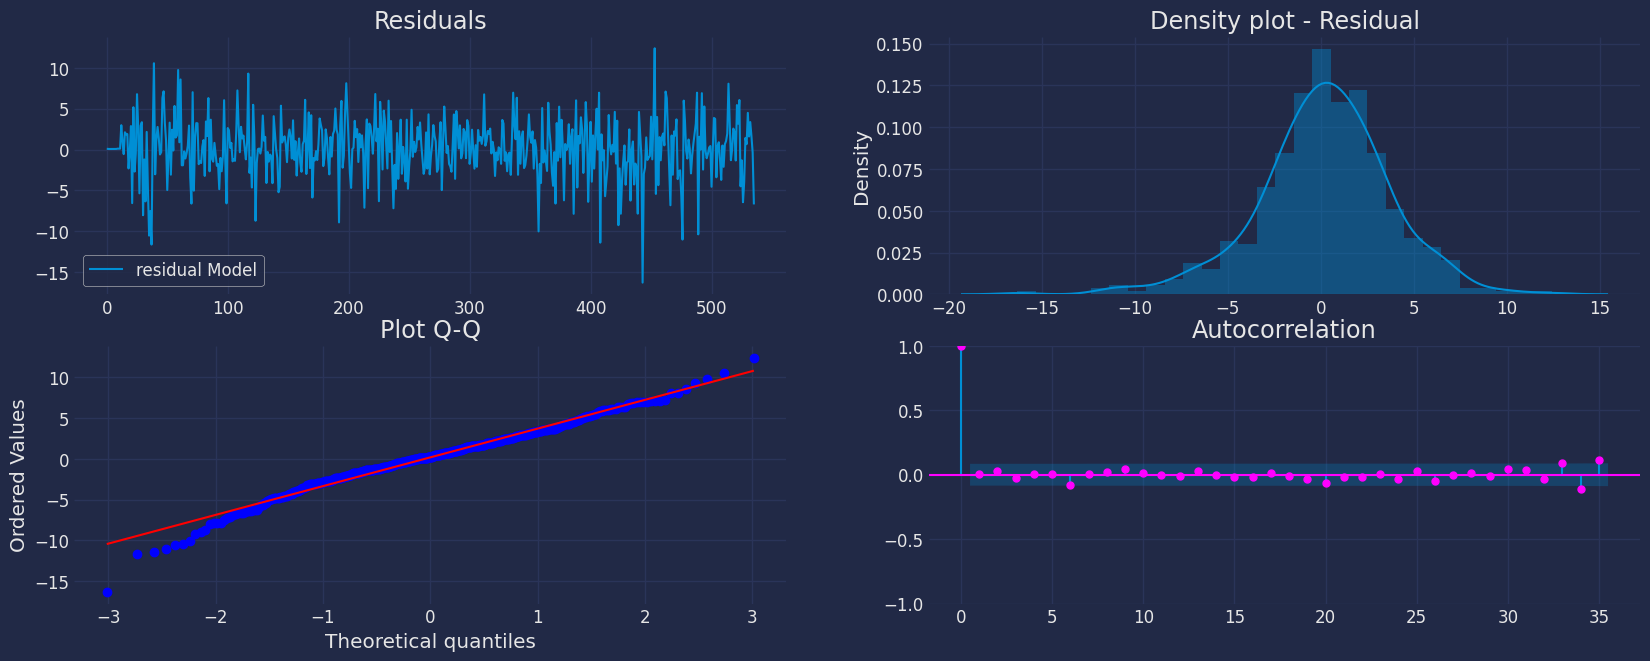 Residuals
10
5
0
−5
−10
−15
residual Model
0 100 200 300 400 500
Density plot - Residual
Density
0.150
0.125
0.100
0.075
0.050
0.025
0.000
−20 −15 −10 −5 0 5 10 15
Plot Q-Q
Ordered Values
10
5
0
−5
−10
−15
−3 −2 −1 0 1 2 3
Theoretical quantiles
Autocorrelation
1.0
0.5
0.0
−0.5
−1.0
0 5 10 15 20 25 30 35